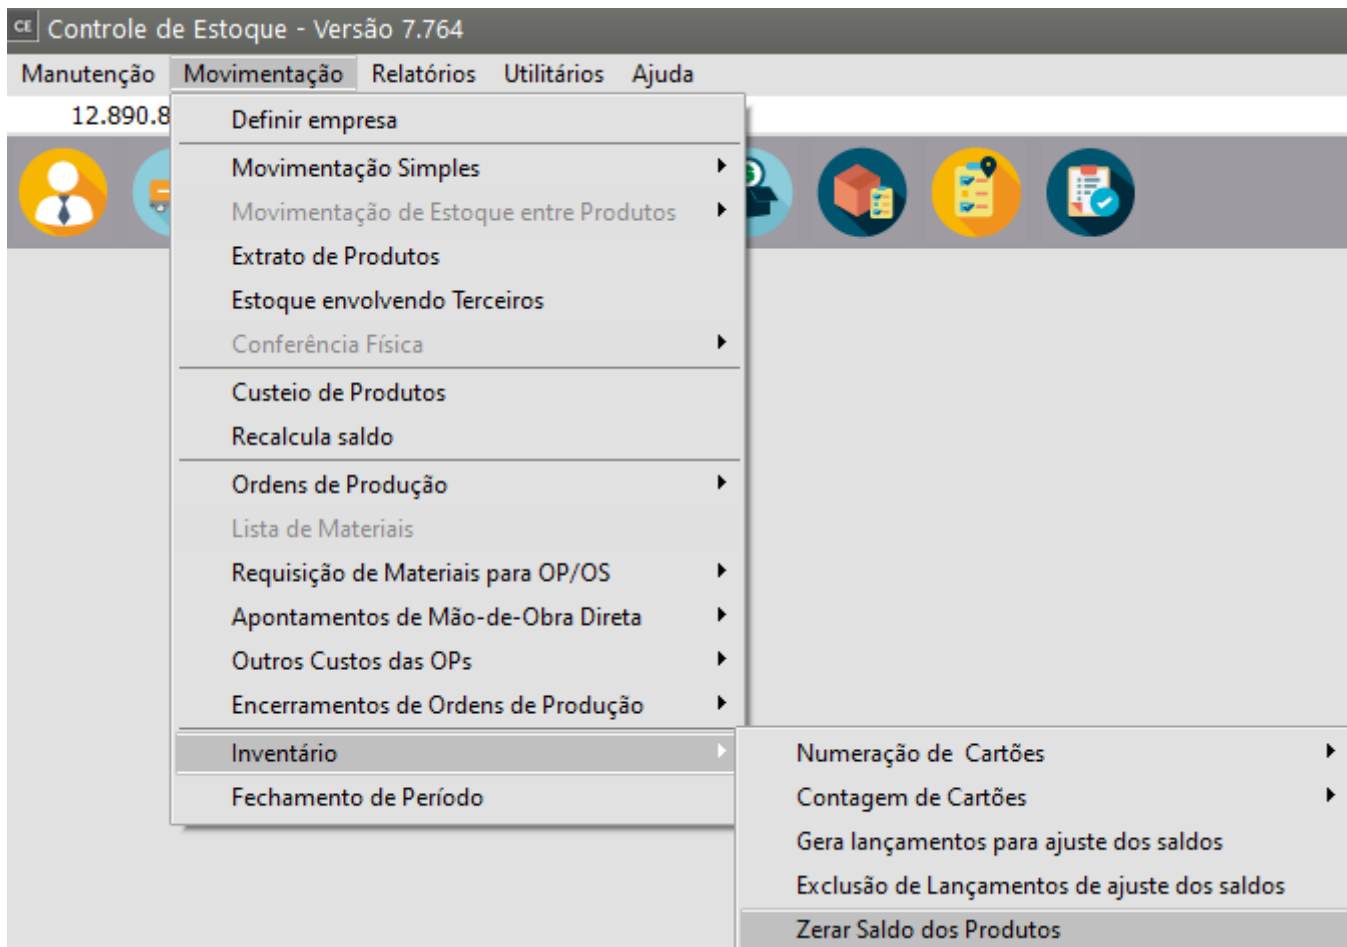 CE Controle de Estoque - Versão 7.764
Manutenção Movimentação Relatórios Utilitários Ajuda
12.890.8
Definir empresa
Movimentação Simples
Movimentação de Estoque entre Produtos
Extrato de Produtos
Estoque envolvendo Terceiros
Conferência Física
Custeio de Produtos
Recalcula saldo
Ordens de Produção
Lista de Materiais
Requisição de Materiais para OP/OS
Apontamentos de Mão-de-Obra Direta
Outros Custos das OPs
Encerramentos de Ordens de Produção
Inventário
Fechamento de Período
Numeração de  Cartões
Contagem de Cartões
Gera lançamentos para ajuste dos saldos
Exclusão de Lançamentos de ajuste dos saldos
Zerar Saldo dos Produtos